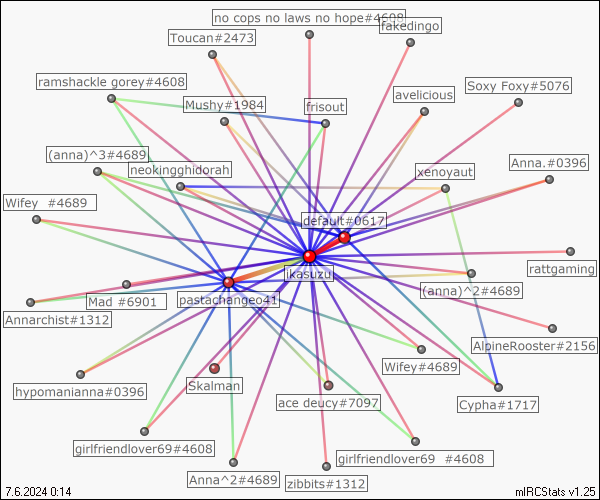 no cops no laws no hope#4608
fakedingo
Toucan#2473
ramshackle gorey#4608
Soxy Foxy#5076
avelicious
Mushy#1984
frisout
(anna)^3#4689
neokingghidorah
xenoyaut
Anna.#0396
Wifey  #4689
default#0617
rattgaming
ikasuzu
(anna)^2#4689
Mad #6901
pastachangeo41
Annarchist#1312
AlpineRooster#2156
Wifey#4689
Skalman
hypomanianna#0396
ace deucy#7097
Cypha#1717
girlfriendlover69#4608
girlfriendlover69  #4608
Anna^2#4689
zibbits#1312
7.6.2024 0:14
mIRCStats v1.25